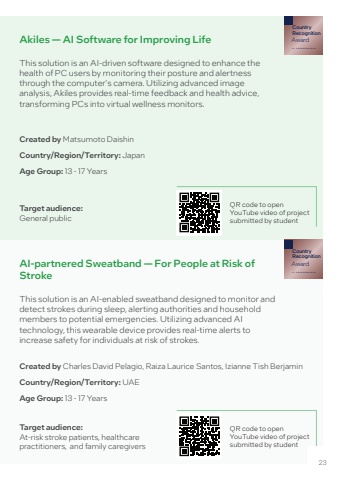 Country
Recognition
Award
Akiles — AI Software for Improving Life
This solution is an AI-driven software designed to enhance the
health of PC users by monitoring their posture and alertness
through the computer's camera. Utilizing advanced image
analysis, Akiles provides real-time feedback and health advice,
transforming PCs into virtual wellness monitors.
Created by Matsumoto Daishin
Country/Region/Territory: Japan
Age Group: 13 - 17 Years
Target audience:
General public
QR code to open
YouTube video of project
submitted by student
Country
Recognition
Award
AI-partnered Sweatband — For People at Risk of
Stroke
This solution is an AI-enabled sweatband designed to monitor and
detect strokes during sleep, alerting authorities and household
members to potential emergencies. Utilizing advanced AI
technology, this wearable device provides real-time alerts to
increase safety for individuals at risk of strokes.
Created by Charles David Pelagio, Raiza Laurice Santos, Izianne Tish Berjamin
Country/Region/Territory: UAE
Age Group: 13 - 17 Years
Target audience:
At-risk stroke patients, healthcare
practitioners, and family caregivers
QR code to open
YouTube video of project
submitted by student
23